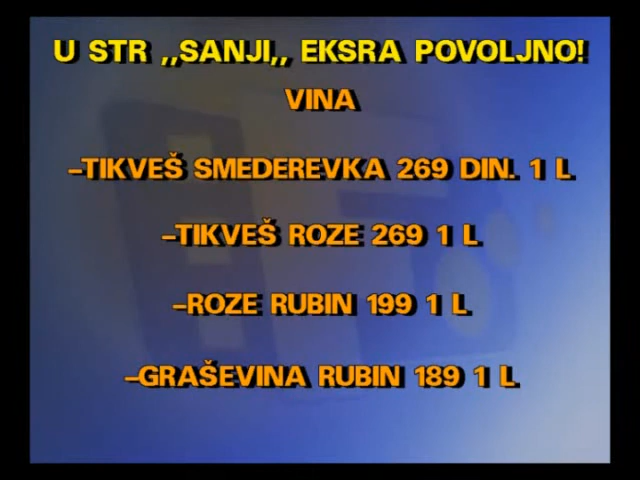 U STR ,,SANJI,, EKSRA POVOLJNO!
VINA
-TIKVEŠ SMEDEREVKA 269 DIN. 1 L
-TIKVEŠ ROZE 269 1 L
-ROZE RUBIN 199 1 L
-GRAŠEVINA RUBIN 189 1 L